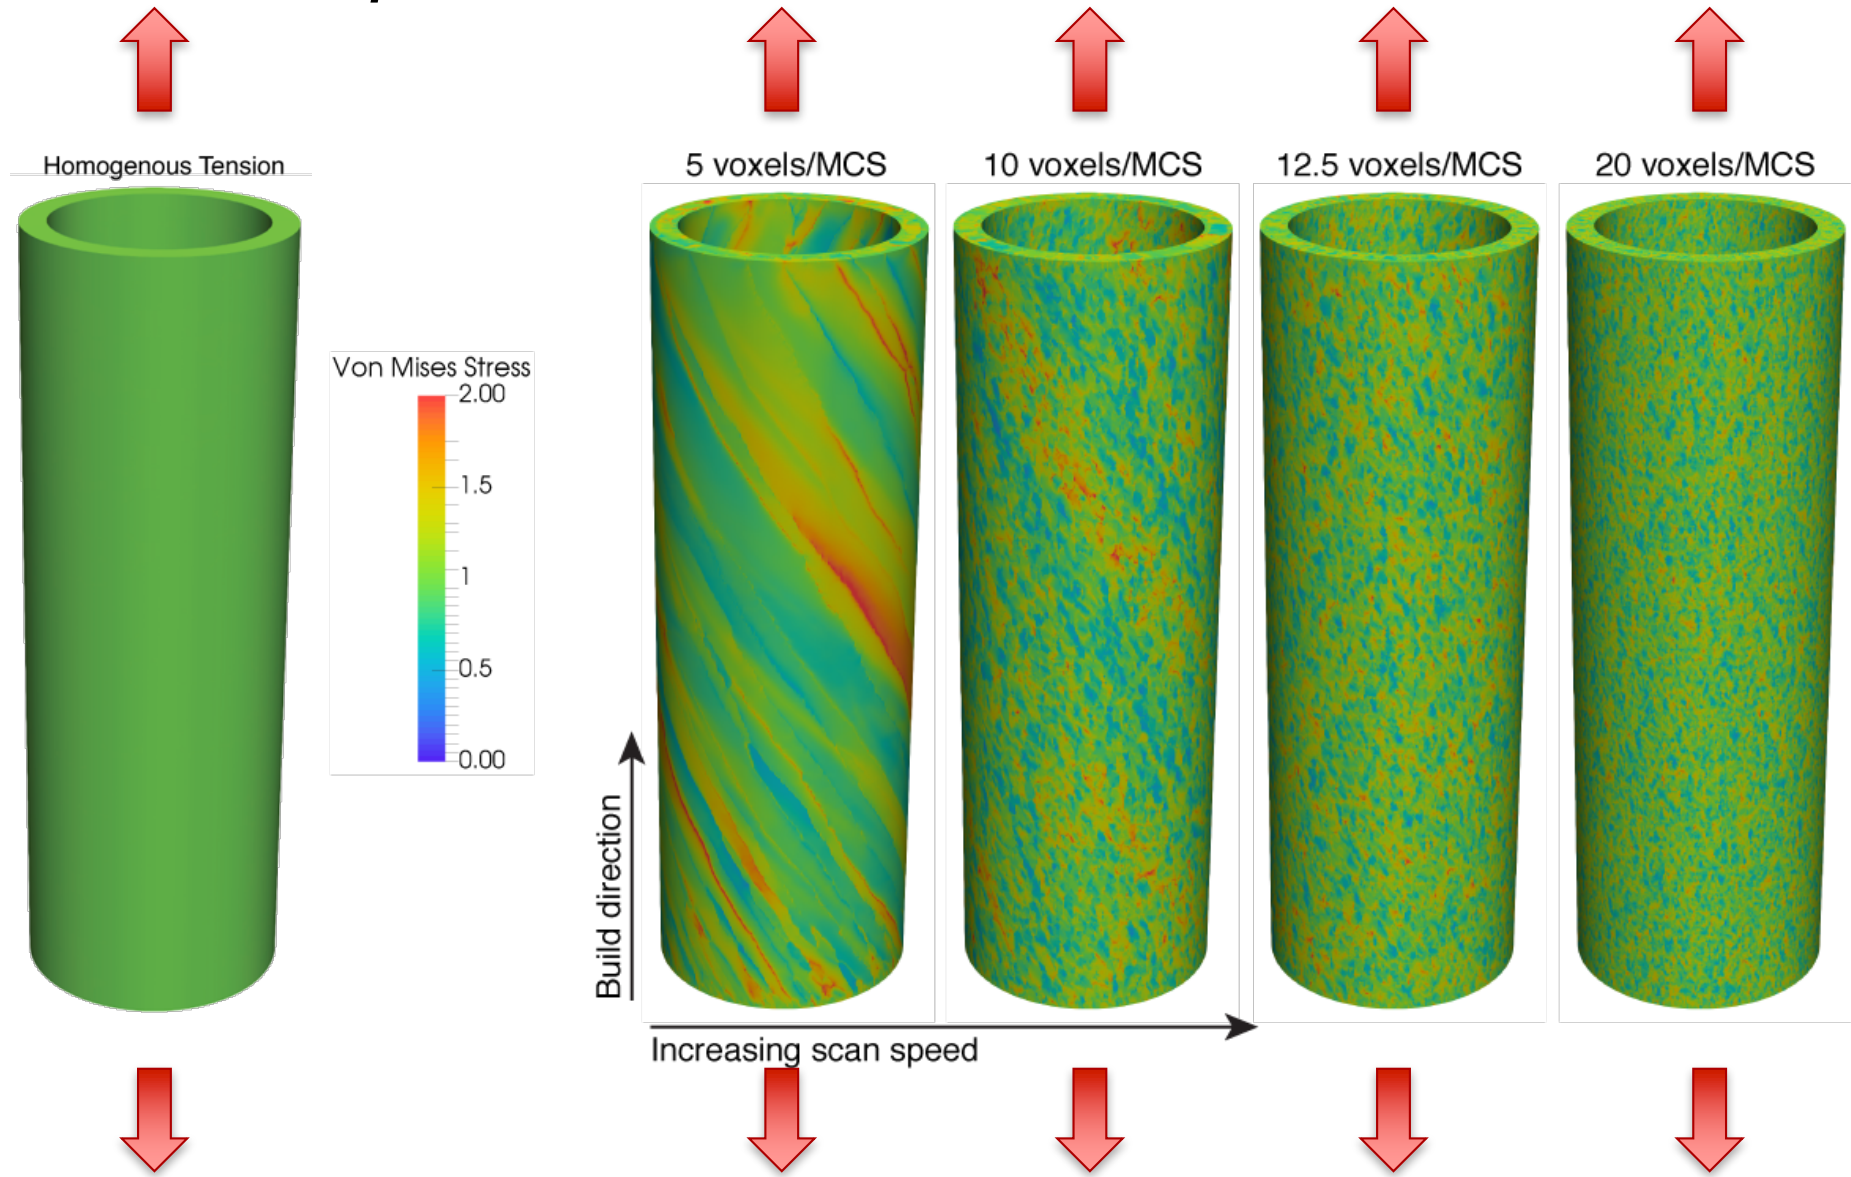 Homogenous Tension
5 voxels/MCS
10 voxels/MCS
12.5 voxels/MCS
20 voxels/MCS
Von Mises Stress
2.00
1.5
1
0.5
0.00
Build direction
Increasing scan speed